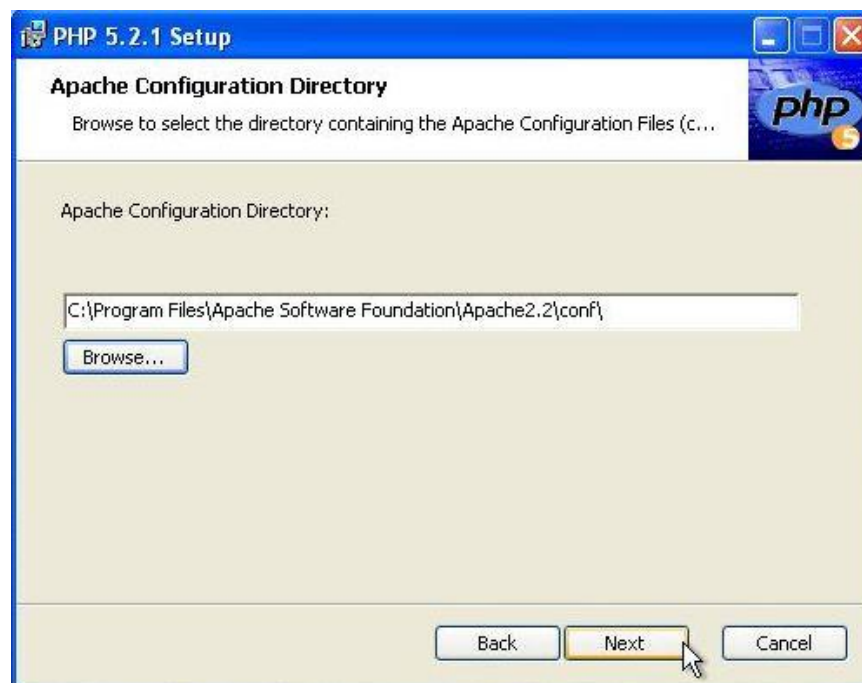 PHP 5.2.1 Setup
Apache Configuration Directory
Browse to select the directory containing the Apache Configuration Files (c...
php
5
Apache Configuration Directory:
C:\Program Files\Apache Software Foundation\Apache2.2\conf\
Browse...
Back
Next
Cancel